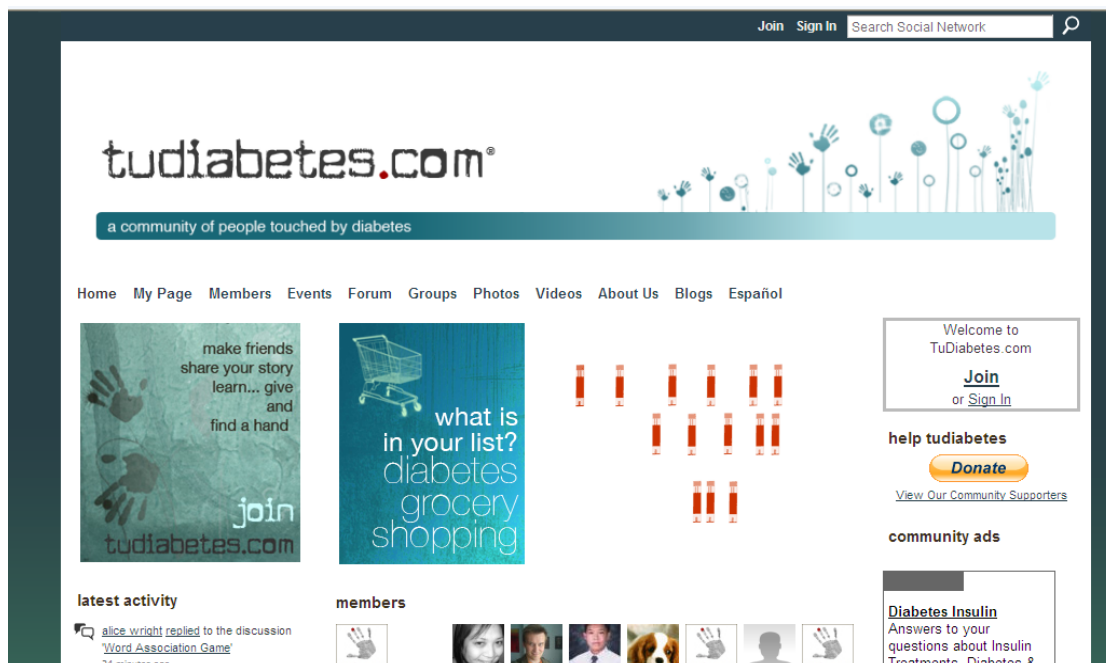 Join Sign In Search Social Network
tudiabetes.com®
a community of people touched by diabetes
Home My Page Members Events Forum Groups Photos Videos About Us Blogs Español
make friends
share your story
learn... give
and
find a hand
join
tudiabetes.com
what is
in your list?
diabetes
grocery
shopping
Welcome to
TuDiabetes.com
Join
or Sign In
help tudiabetes
Donate
View Our Community Supporters
community ads
Diabetes Insulin
Answers to your
questions about Insulin
Treatments, Diabetes &
latest activity
alice wright replied to the discussion
'Word Association Game'
members